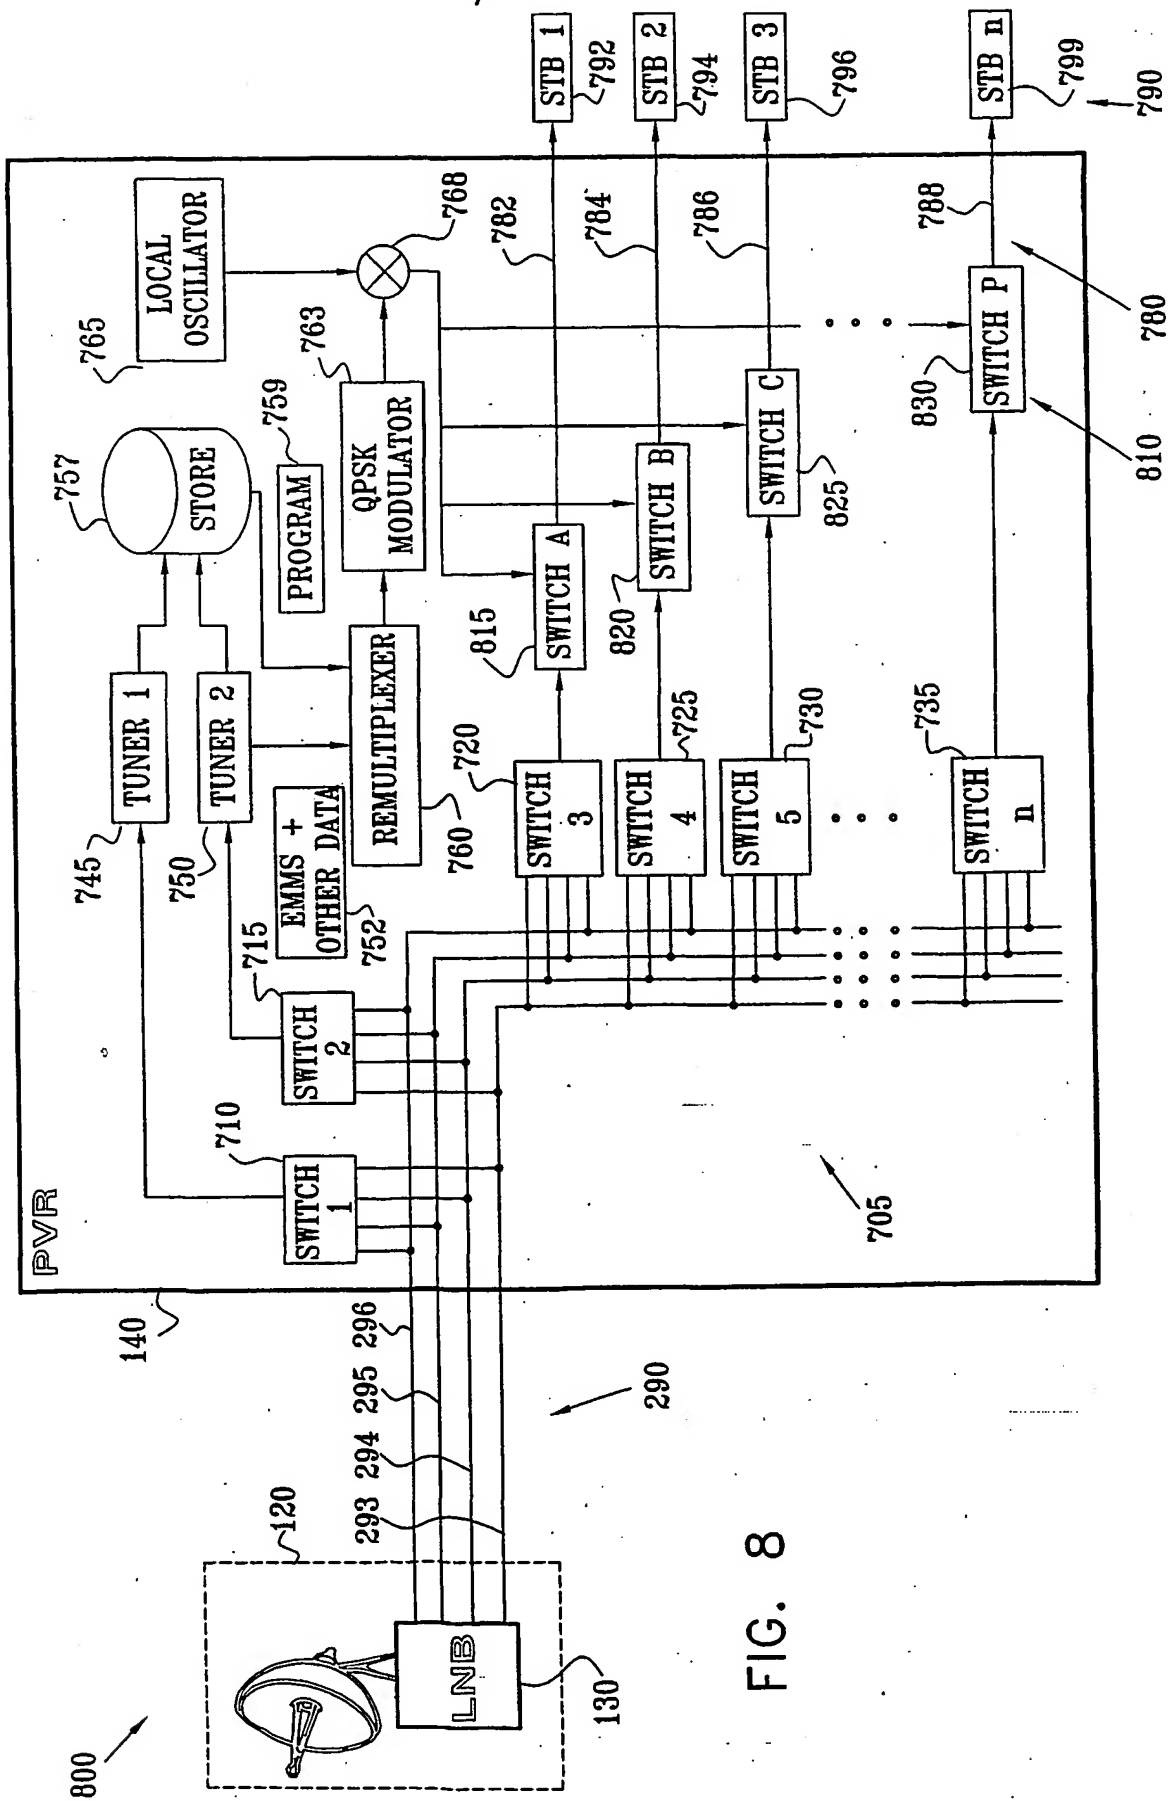 800
120
LNB
130
293
294
295
296
290
140
PVR
SWITCH
1
710
SWITCH
2
715
705
745
TUNER 1
750
TUNER 2
757
STORE
EMMS +
OTHER DATA
752
PROGRAM
759
REMULTIPLEXER
760
QPSK
MODULATOR
763
765
LOCAL
OSCILLATOR
768
SWITCH
3
720
SWITCH
4
725
SWITCH
5
730
SWITCH
n
735
SWITCH A
815
SWITCH B
820
SWITCH C
825
SWITCH P
830
810
780
782
784
786
788
STB 1
792
STB 2
794
STB 3
796
STB n
799
790
FIG. 8